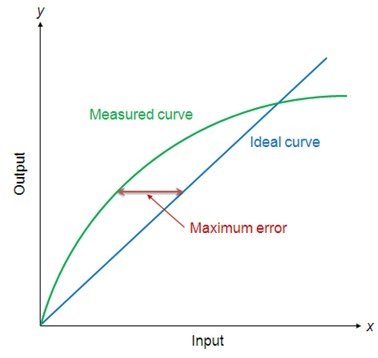 y
Measured curve
Ideal curve
Output
Maximum error
x
Input